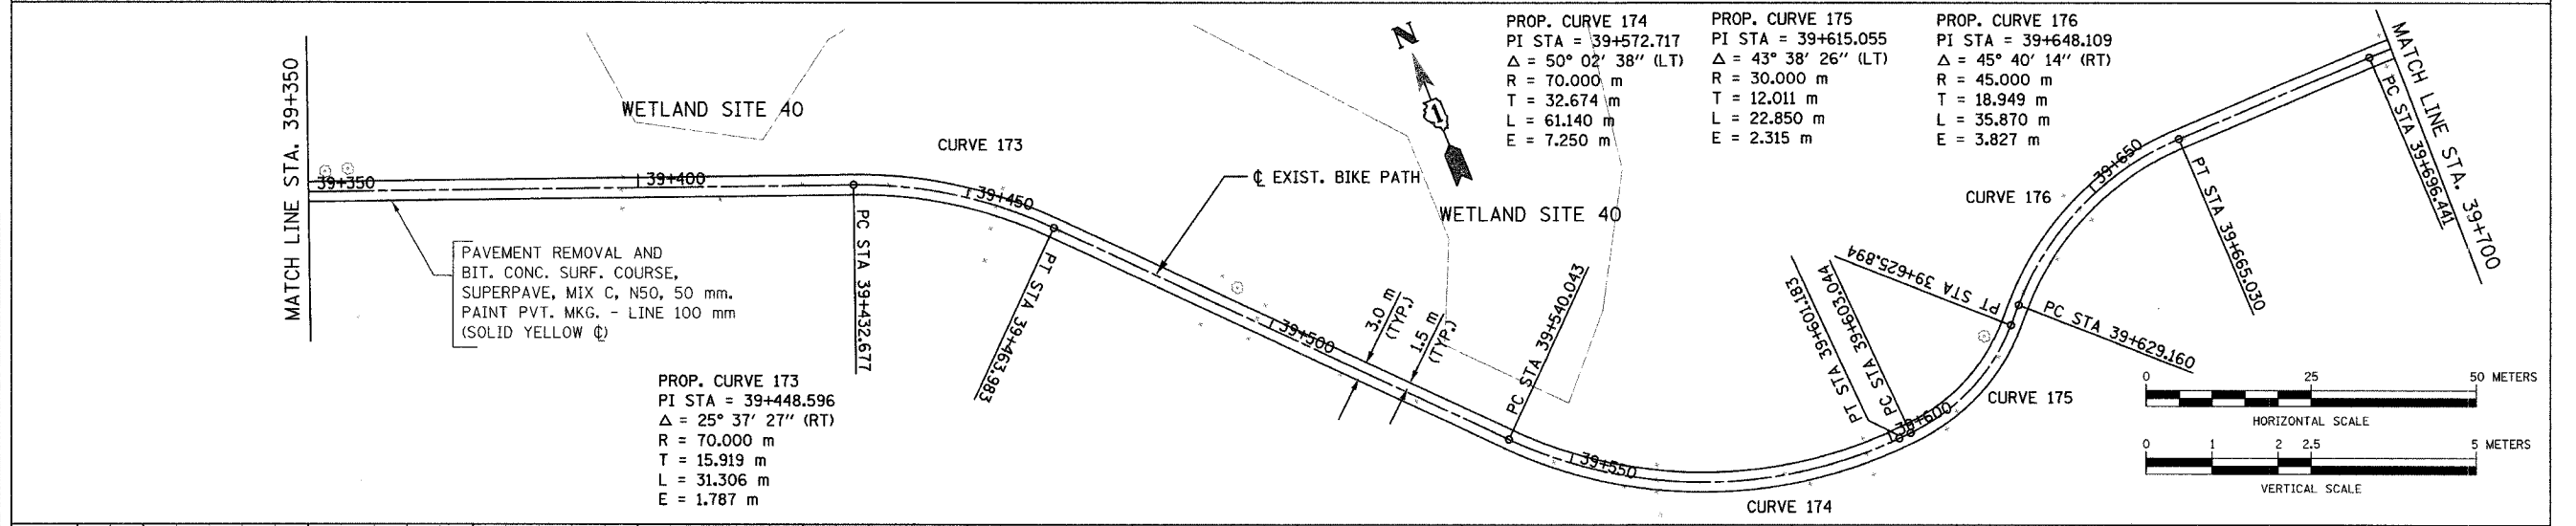 MATCH LINE STA. 39+350
WETLAND SITE 40
39+350
39+400
CURVE 173
39+450
PC STA 39+432.677
PT STA 39+463.983
PAVEMENT REMOVAL AND
BIT. CONC. SURF. COURSE,
SUPERPAVE, MIX C, N50, 50 mm.
PAINT PVT. MKG. - LINE 100 mm
(SOLID YELLOW ℄)
PROP. CURVE 173
PI STA = 39+448.596
Δ = 25° 37' 27'' (RT)
R = 70.000 m
T = 15.919 m
L = 31.306 m
E = 1.787 m
℄ EXIST. BIKE PATH
N
1
WETLAND SITE 40
39+500
3.0 m
(TYP.)
1.5 m
(TYP.)
PC STA 39+540.043
39+550
CURVE 174
PROP. CURVE 174
PI STA = 39+572.717
Δ = 50° 02' 38'' (LT)
R = 70.000 m
T = 32.674 m
L = 61.140 m
E = 7.250 m
PROP. CURVE 175
PI STA = 39+615.055
Δ = 43° 38' 26'' (LT)
R = 30.000 m
T = 12.011 m
L = 22.850 m
E = 2.315 m
PROP. CURVE 176
PI STA = 39+648.109
Δ = 45° 40' 14'' (RT)
R = 45.000 m
T = 18.949 m
L = 35.870 m
E = 3.827 m
PT STA 39+601.183
PC STA 39+603.044
39+600
CURVE 175
PT STA 39+625.894
PC STA 39+629.160
CURVE 176
39+650
PT STA 39+665.030
PC STA 39+696.441
MATCH LINE STA. 39+700
0 25 50 METERS
HORIZONTAL SCALE
0 1 2 2.5 5 METERS
VERTICAL SCALE